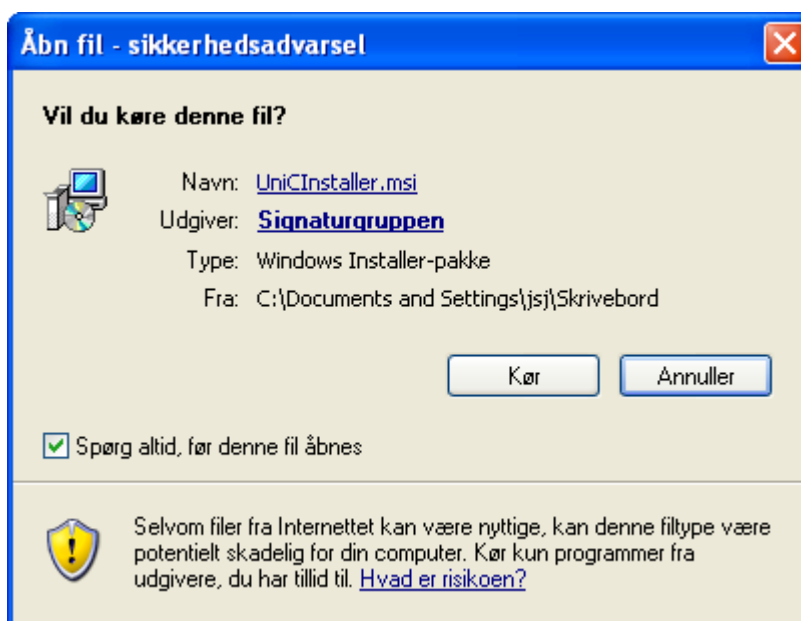 Åbn fil - sikkerhedsadvarsel
Vil du køre denne fil?
Navn: UniCInstaller.msi
Udgiver: Signaturgruppen
Type: Windows Installer-pakke
Fra: C:\Documents and Settings\jsj\Skrivebord
Kør Annuller
Spørg altid, før denne fil åbnes
Selvom filer fra Internettet kan være nyttige, kan denne filtype være
potentielt skadelig for din computer. Kør kun programmer fra
udgivere, du har tillid til. Hvad er risikoen?